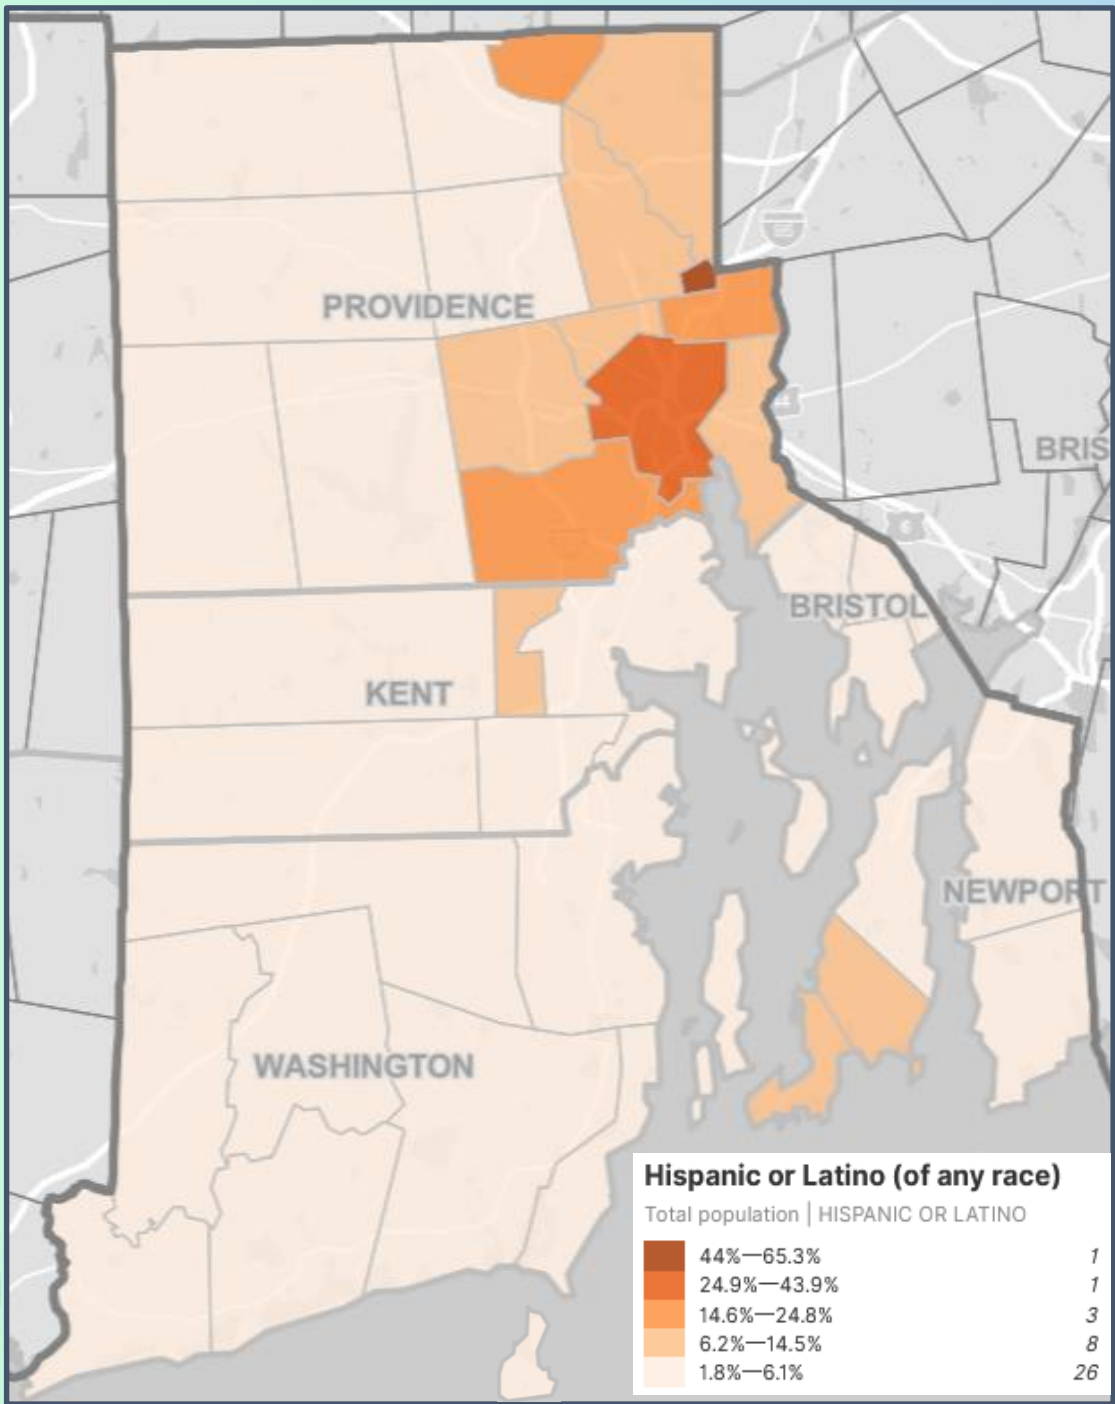 PROVIDENCE
BRIS
BRISTOL
KENT
NEWPORT
WASHINGTON
Hispanic or Latino (of any race)
Total population | HISPANIC OR LATINO
44%—65.3% 1
24.9%—43.9% 1
14.6%—24.8% 3
6.2%—14.5% 8
1.8%—6.1% 26